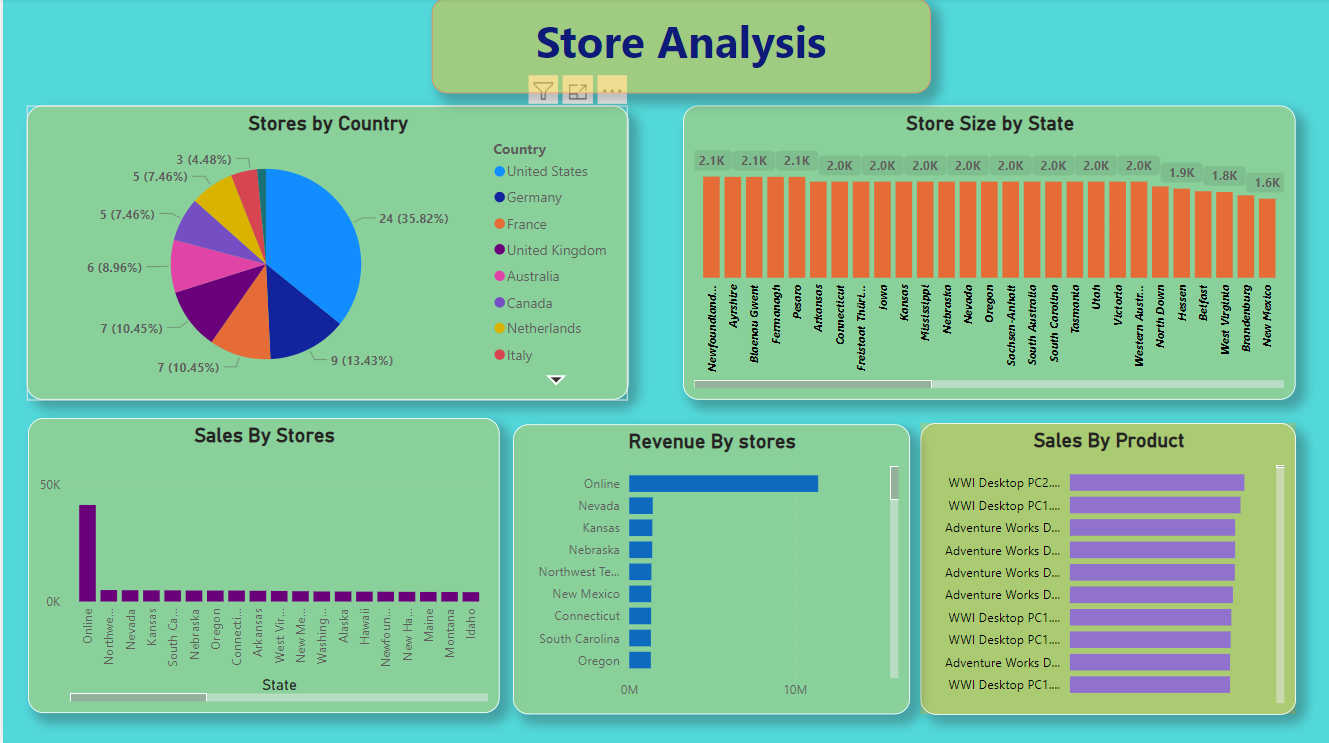 Store Analysis
Stores by Country
3 (4.48%)
5 (7.46%)
5 (7.46%)
6 (8.96%)
7 (10.45%)
7 (10.45%)
9 (13.43%)
24 (35.82%)
Country
United States
Germany
France
United Kingdom
Australia
Canada
Netherlands
Italy
Store Size by State
2.1K 2.1K 2.1K 2.0K 2.0K 2.0K 2.0K 2.0K 2.0K 2.0K 2.0K 1.9K 1.8K 1.6K
Newfoundland...
Ayrshire
Blaenau Gwent
Fermanagh
Pesaro
Arkansas
Connecticut
Freistaat Thüri...
Iowa
Kansas
Mississippi
Nebraska
Nevada
Oregon
Sachsen-Anhalt
South Australia
South Carolina
Tasmania
Utah
Victoria
Western Austr...
North Down
Hessen
Belfast
West Virginia
Brandenburg
New Mexico
Sales By Stores
50K
0K
Online
Northwe...
Nevada
Kansas
South Ca...
Nebraska
Oregon
Connecti...
Arkansas
West Vir...
New Me...
Washing...
Alaska
Hawaii
Newfoun...
New Ha...
Maine
Montana
Idaho
State
Revenue By stores
Online
Nevada
Kansas
Nebraska
Northwest Te...
New Mexico
Connecticut
South Carolina
Oregon
0M 10M
Sales By Product
WWI Desktop PC2....
WWI Desktop PC1....
Adventure Works D...
Adventure Works D...
Adventure Works D...
Adventure Works D...
WWI Desktop PC1....
WWI Desktop PC1....
Adventure Works D...
WWI Desktop PC1....